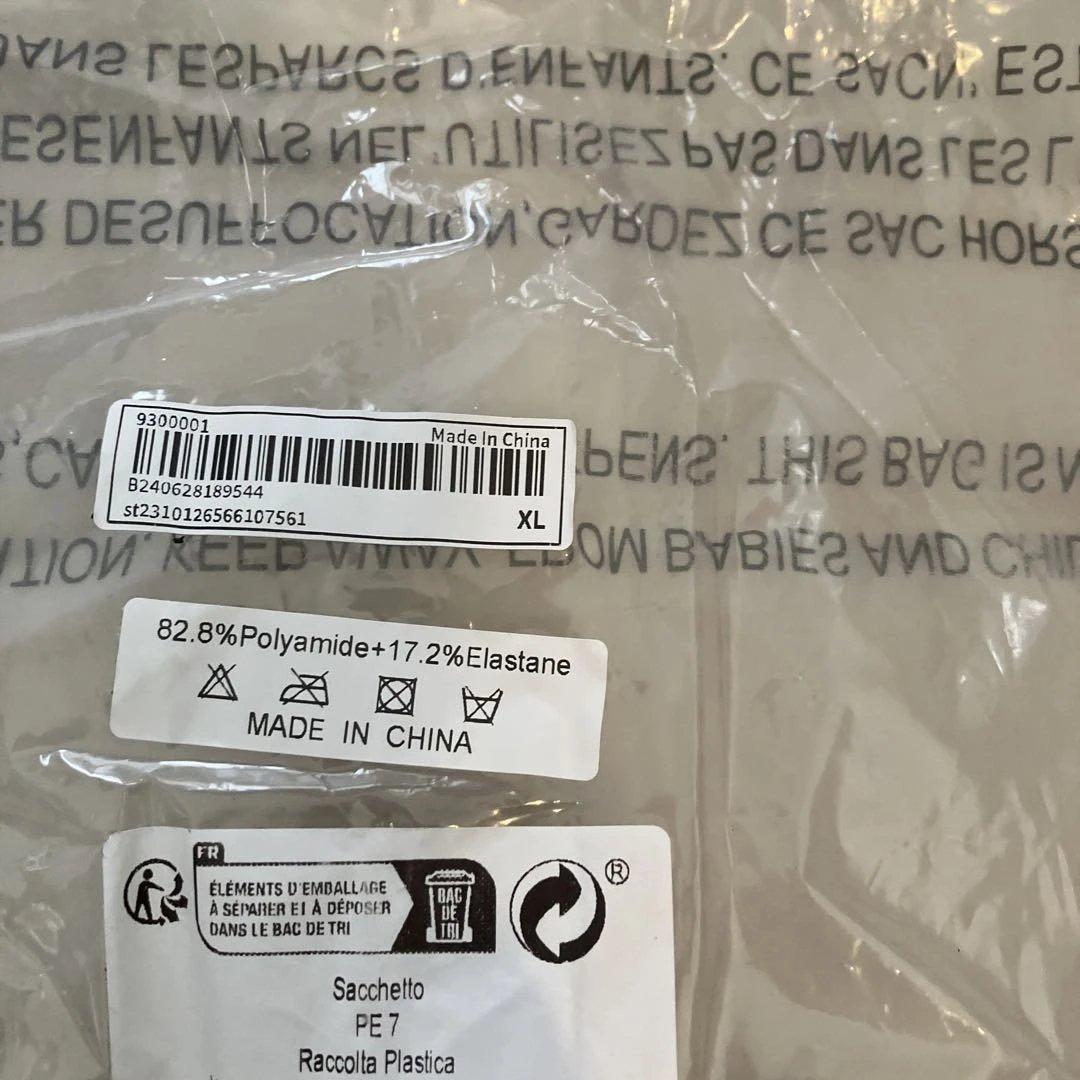 DANS LESPARCS D'ENFANTS. CE SACN', EST
ESENFANTS NEL'UTILISEZ PAS DANS LES L
ER DESUFFOCATION,GARDEZ CE SAC HORS
9300001
Made In China
B240628189544
st2310126566107561
XL
PENS. THIS BAG IS N
TION, KEEP AWAY FROM BABIES AND CHIL
82.8%Polyamide+17.2%Elastane
MADE IN CHINA
FR
ÉLÉMENTS D'EMBALLAGE
À SÉPARER ET À DÉPOSER
DANS LE BAC DE TRI
BAC
DE
TRI
®
Sacchetto
PE 7
Raccolta Plastica